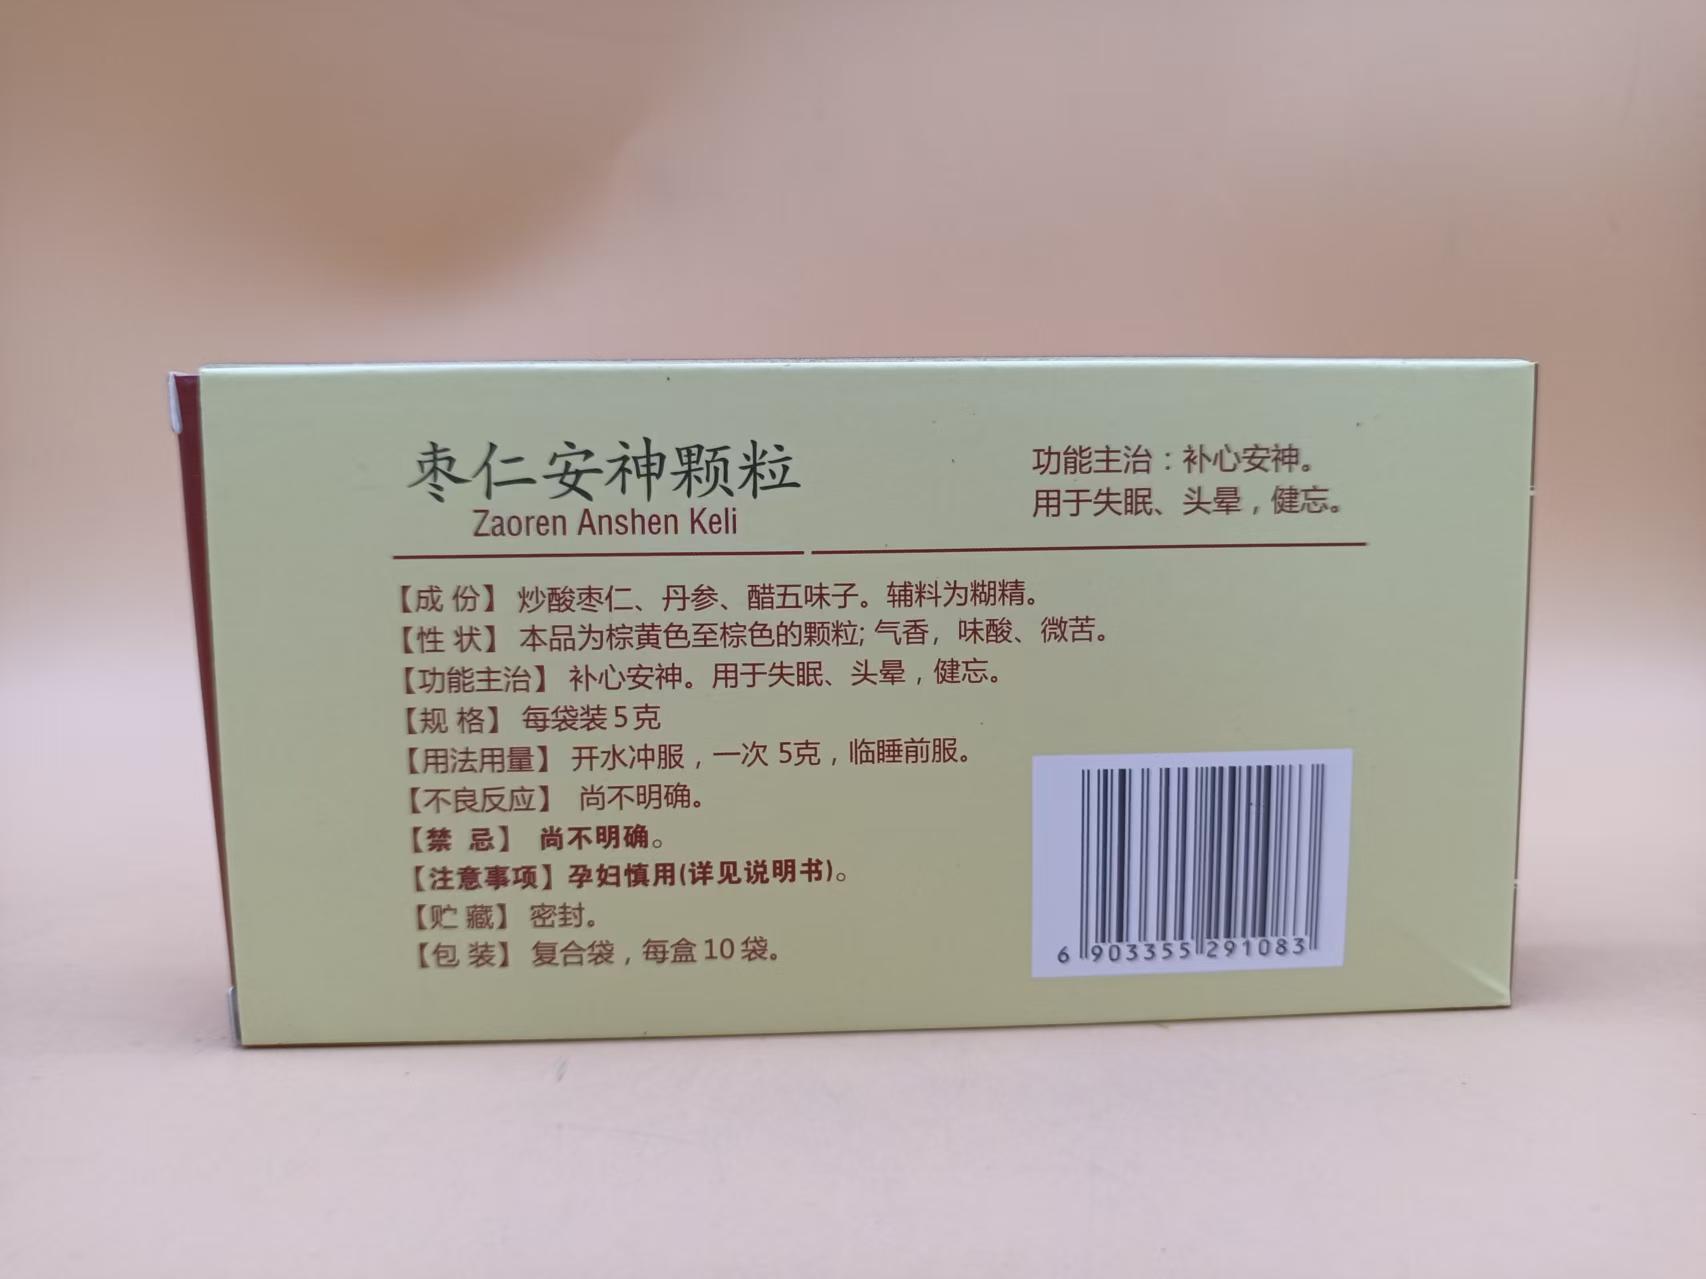 枣仁安神颗粒
Zaoren Anshen Keli
功能主治：补心安神。
用于失眠、头晕，健忘。
【成 份】 炒酸枣仁、丹参、醋五味子。辅料为糊精。
【性 状】 本品为棕黄色至棕色的颗粒;气香，味酸、微苦。
【功能主治】 补心安神。用于失眠、头晕，健忘。
【规 格】 每袋装5克
【用法用量】 开水冲服，一次 5克，临睡前服。
【不良反应】 尚不明确。
【禁 忌】 尚不明确。
【注意事项】孕妇慎用(详见说明书)。
【贮 藏】 密封。
【包 装】 复合袋，每盒10袋。
6 903355 291083